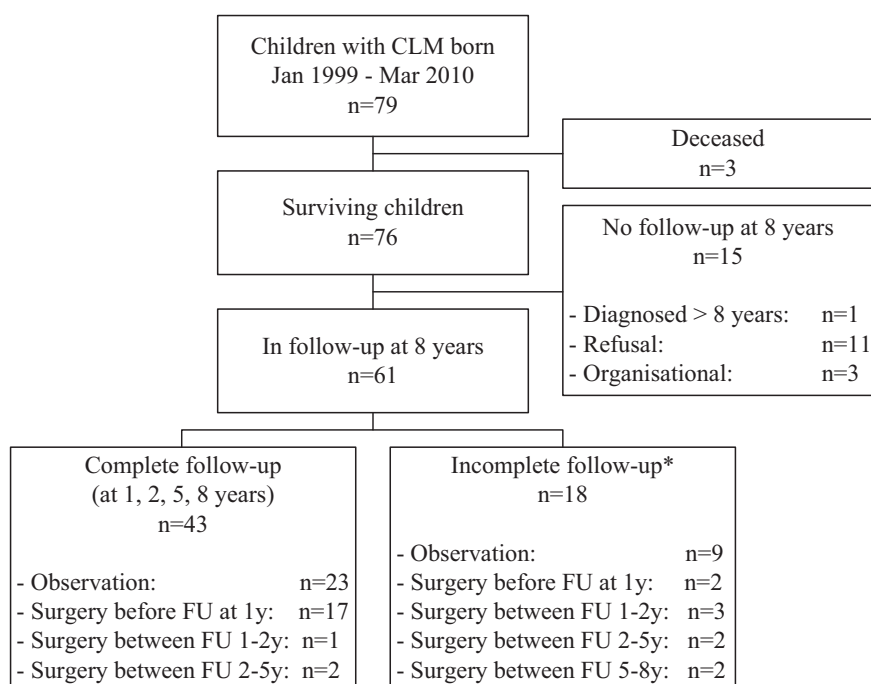 Children with CLM born
Jan 1999 - Mar 2010
n=79
Deceased
n=3
Surviving children
n=76
No follow-up at 8 years
n=15
- Diagnosed > 8 years: n=1
- Refusal: n=11
- Organisational: n=3
In follow-up at 8 years
n=61
Complete follow-up
(at 1, 2, 5, 8 years)
n=43
- Observation: n=23
- Surgery before FU at 1y: n=17
- Surgery between FU 1-2y: n=1
- Surgery between FU 2-5y: n=2
Incomplete follow-up*
n=18
- Observation: n=9
- Surgery before FU at 1y: n=2
- Surgery between FU 1-2y: n=3
- Surgery between FU 2-5y: n=2
- Surgery between FU 5-8y: n=2